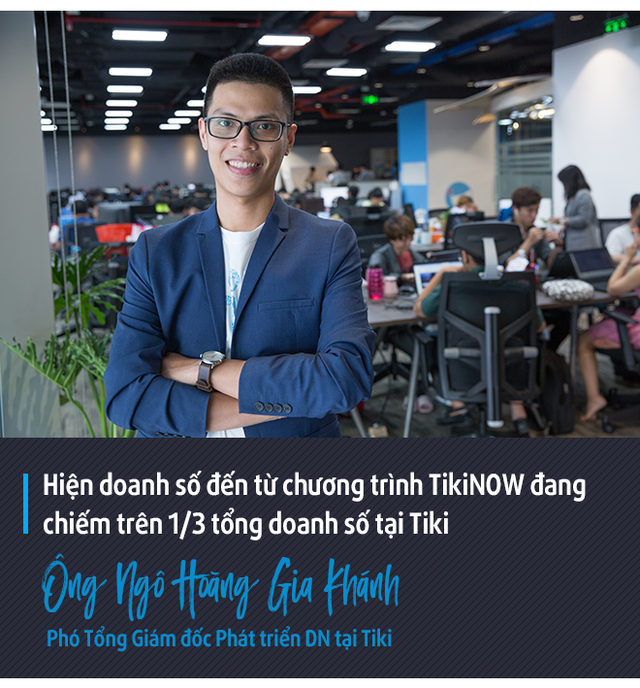 Hiện doanh số đến từ chương trình TikiNOW đang
chiếm trên 1/3 tổng doanh số tại Tiki
Ông Ngô Hoàng Gia Khánh
Phó Tổng Giám đốc Phát triển DN tại Tiki